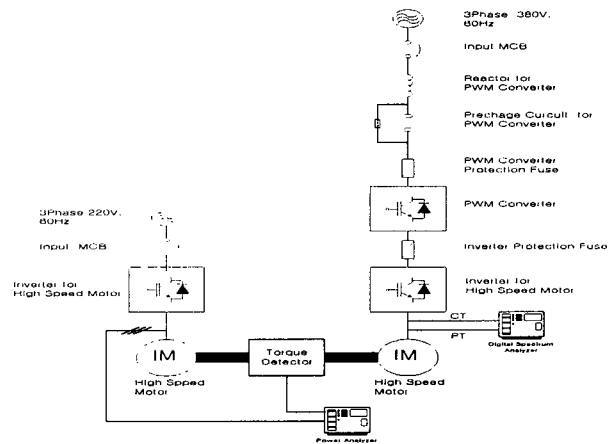 3Phase 380V,
60Hz
Input MCB
Reactor for
PWM Converter
Prechage Curcuit for
PWM Converter
PWM Converter
Protection Fuse
PWM Converter
Inverter Protection Fuse
Inverter for
High Speed Motor
CT
PT
Digital Spectrum
Analyzer
3Phase 220V,
60Hz
Input MCB
Inverter for
High Speed Motor
IM
High Speed
Motor
Torque
Detector
IM
High Speed
Motor
Power Analyzer